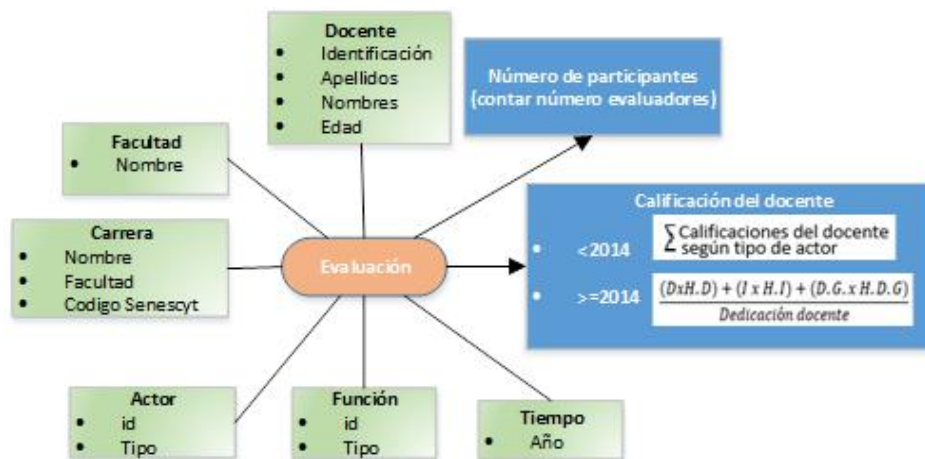 Docente
• Identificación
• Apellidos
• Nombres
• Edad
Número de participantes
(contar número evaluadores)
Facultad
• Nombre
Carrera
• Nombre
• Facultad
• Codigo Senescyt
Evaluación
Calificación del docente
• <2014
∑ Calificaciones del docente
según tipo de actor
• >=2014
(DxH.D) + (I x H.I) + (D.G.x H.D.G)
Dedicación docente
Actor
• id
• Tipo
Función
• id
• Tipo
Tiempo
• Año